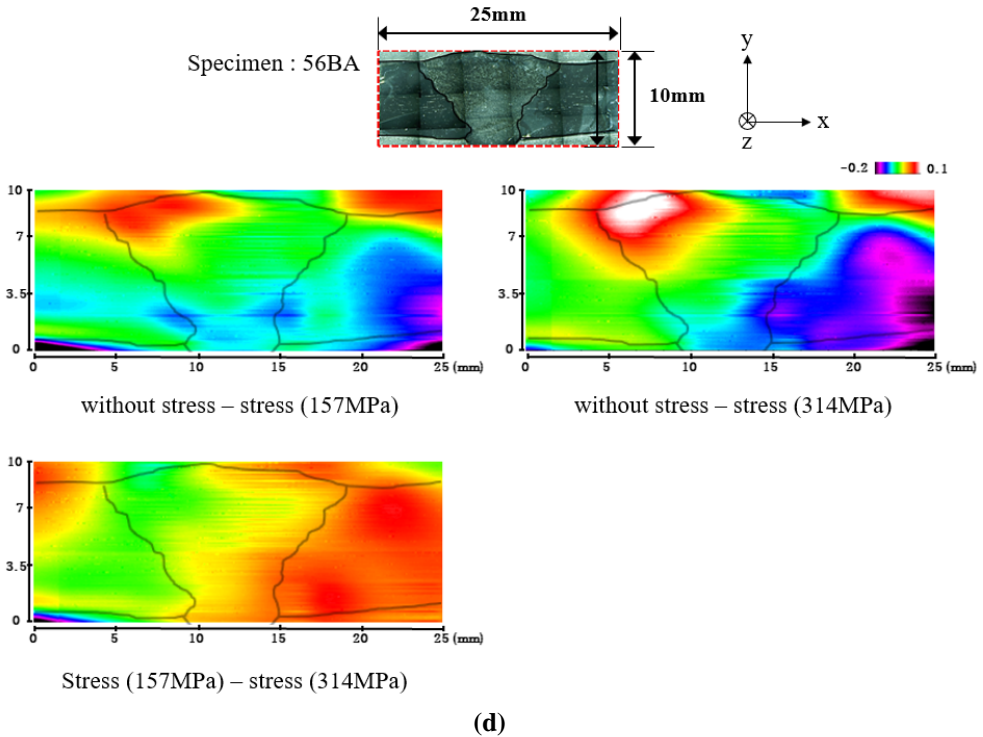 25mm
Specimen : 56BA
10mm
y
x
z
-0.2 0.1
10
7
3.5
0
0 5 10 15 20 25 (mm)
without stress – stress (157MPa)
10
7
3.5
0
0 5 10 15 20 25 (mm)
without stress – stress (314MPa)
10
7
3.5
0
0 5 10 15 20 25 (mm)
Stress (157MPa) – stress (314MPa)
(d)